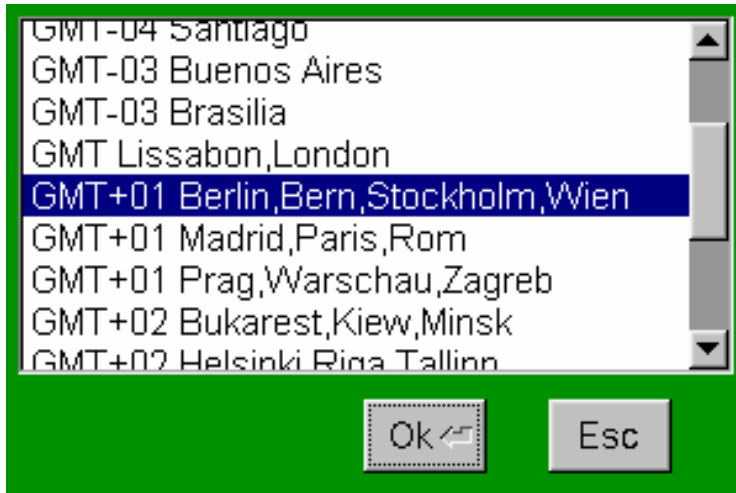 GMT-04 Santiago
GMT-03 Buenos Aires
GMT-03 Brasilia
GMT Lissabon,London
GMT+01 Berlin,Bern,Stockholm,Wien
GMT+01 Madrid,Paris,Rom
GMT+01 Prag,Warschau,Zagreb
GMT+02 Bukarest,Kiew,Minsk
GMT+02 Helsinki,Riga,Tallinn
Ok Esc